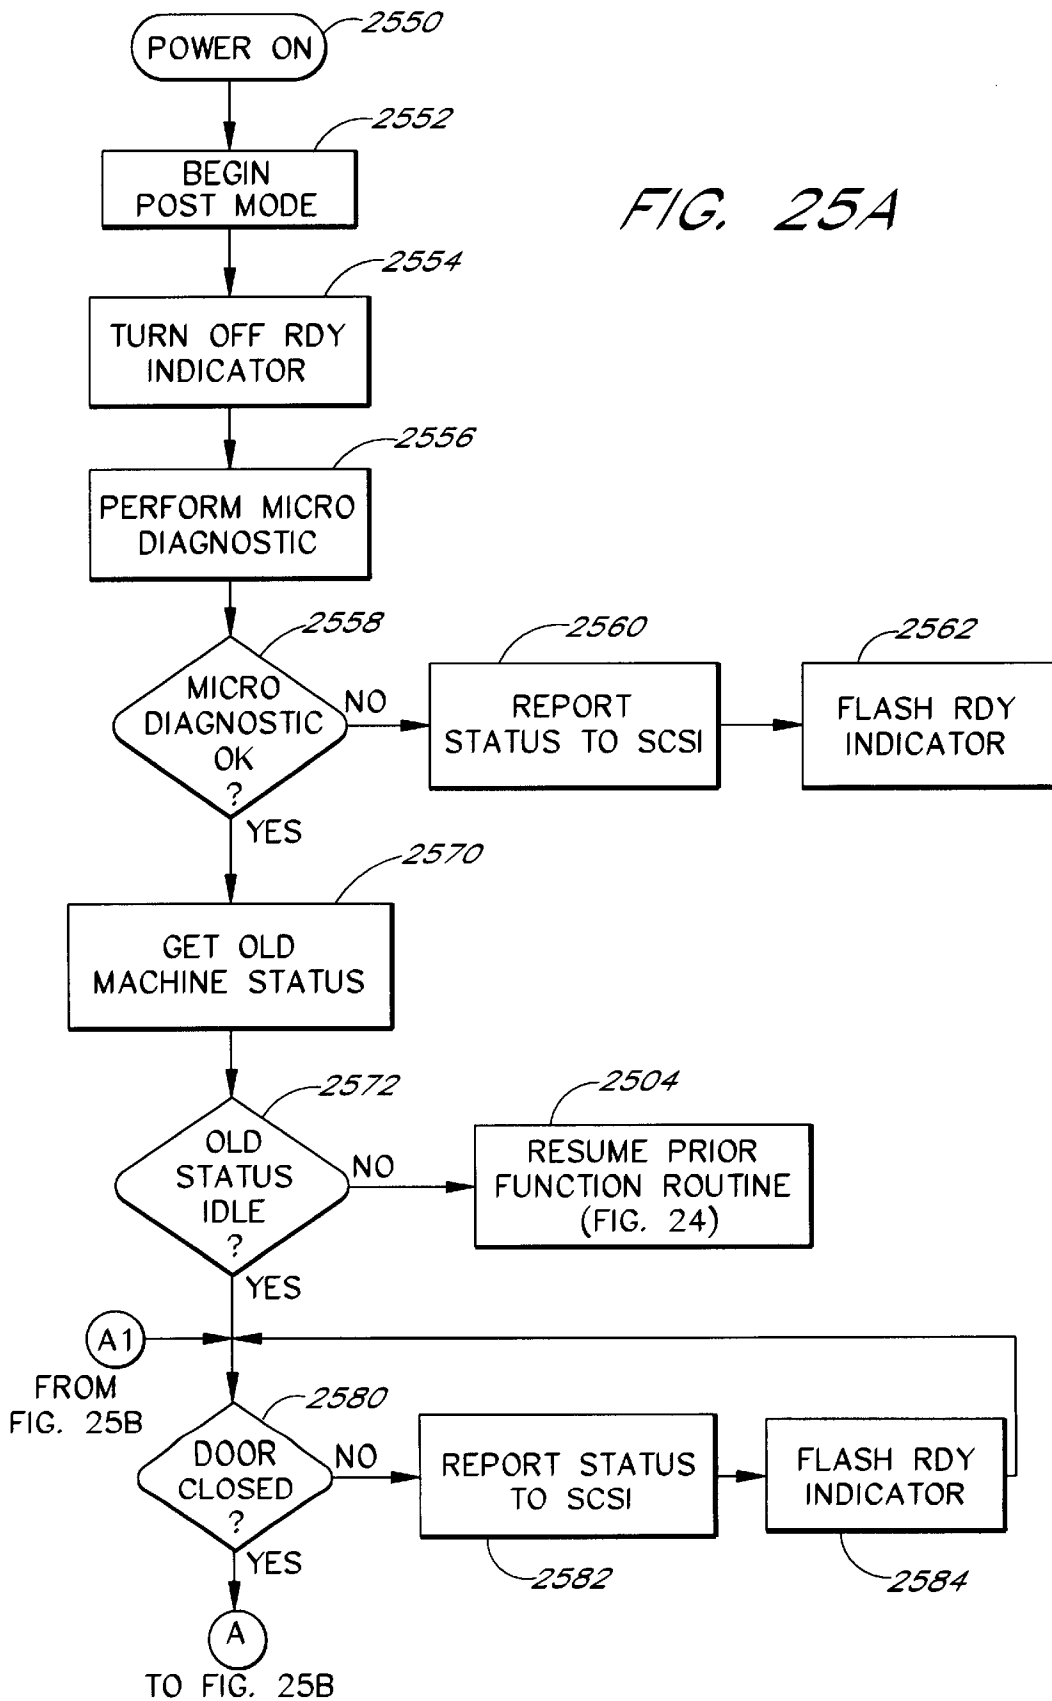 POWER ON
2550
2552
BEGIN
POST MODE
FIG. 25A
2554
TURN OFF RDY
INDICATOR
2556
PERFORM MICRO
DIAGNOSTIC
2558
MICRO
DIAGNOSTIC
OK
?
NO
YES
2560
REPORT
STATUS TO SCSI
2562
FLASH RDY
INDICATOR
2570
GET OLD
MACHINE STATUS
2572
OLD
STATUS
IDLE
?
NO
YES
2504
RESUME PRIOR
FUNCTION ROUTINE
(FIG. 24)
A1
FROM
FIG. 25B
2580
DOOR
CLOSED
?
NO
YES
REPORT STATUS
TO SCSI
2582
FLASH RDY
INDICATOR
2584
A
TO FIG. 25B